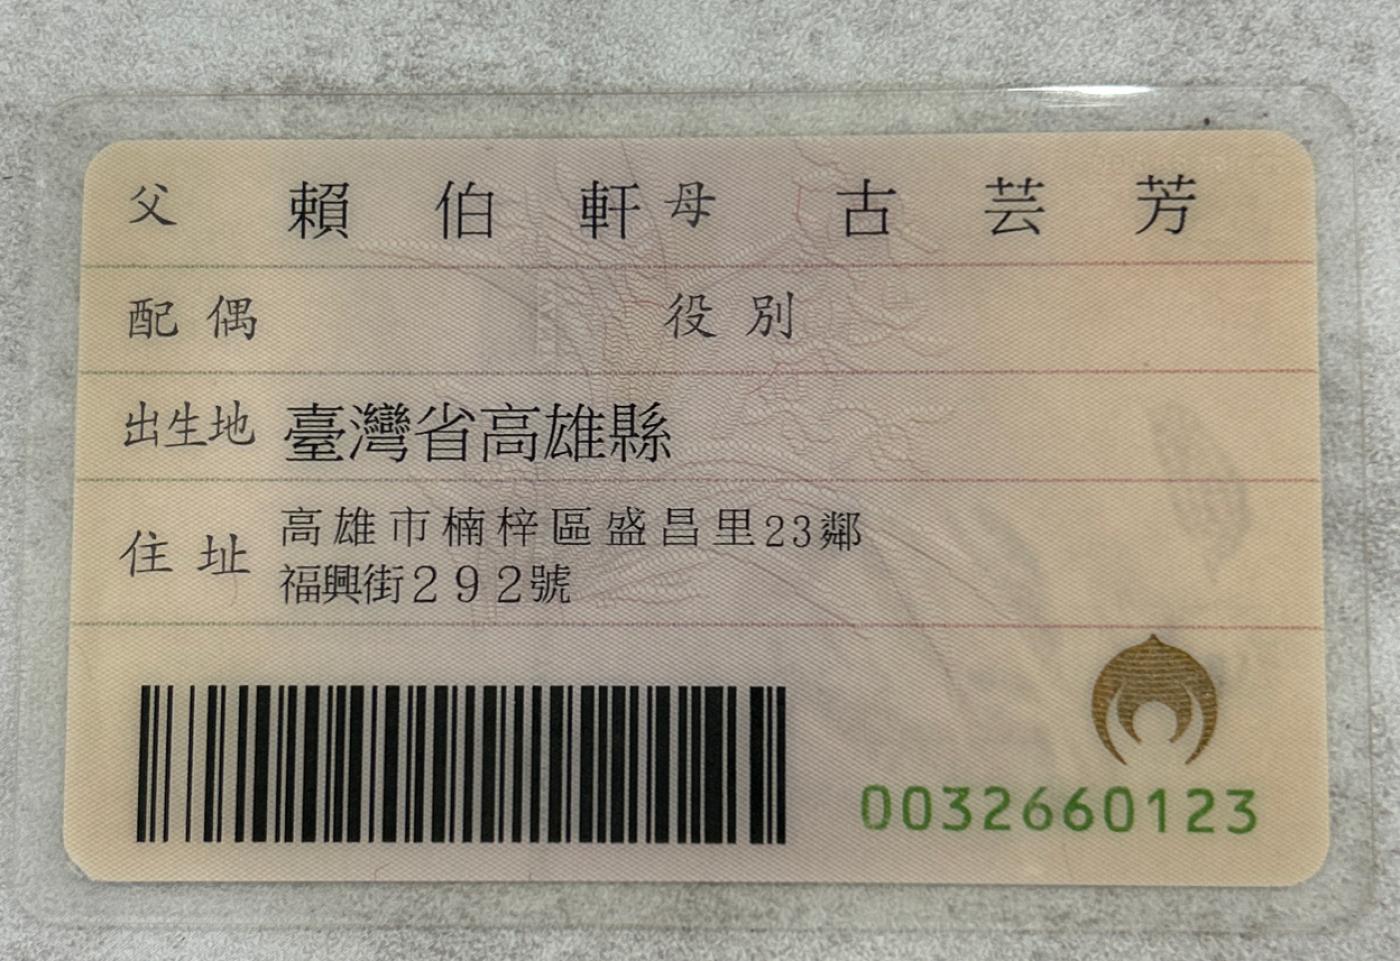 父 賴伯軒 母 古芸芳
配偶 役別
出生地 臺灣省高雄縣
住址 高雄市楠梓區盛昌里23鄰
福興街292號
0032660123